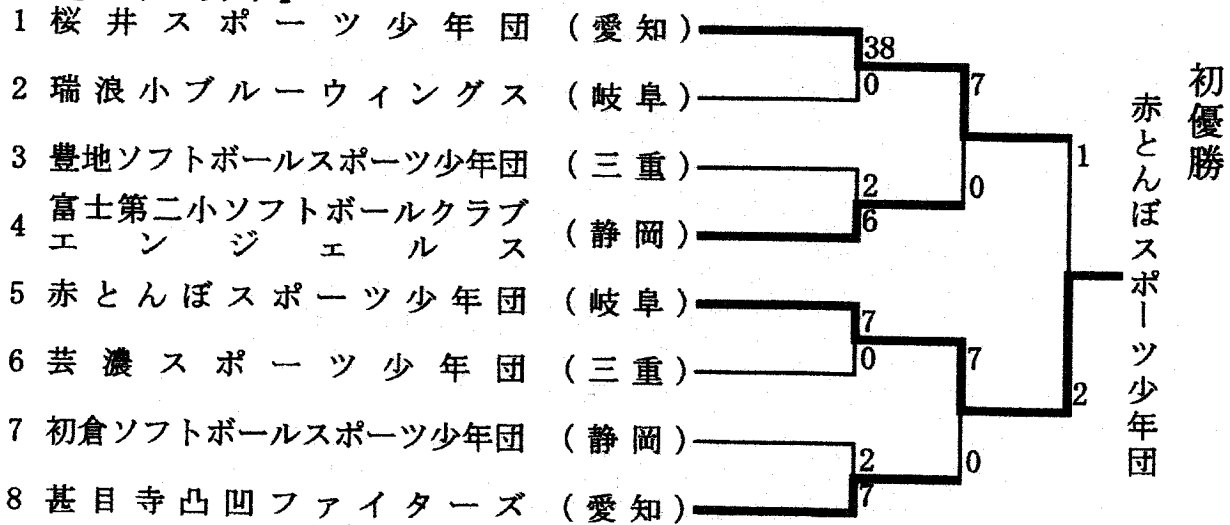 1 桜井スポーツ少年団 (愛知)
38
2 瑞浪小ブルーウィングス (岐阜)
0
7
3 豊地ソフトボールスポーツ少年団 (三重)
2
0
4 富士第二小ソフトボールクラブ
エンジェルス (静岡)
6
1
5 赤とんぼスポーツ少年団 (岐阜)
7
6 芸濃スポーツ少年団 (三重)
0
7
2
7 初倉ソフトボールスポーツ少年団 (静岡)
2
0
8 甚目寺凸凹ファイターズ (愛知)
7
初優勝
赤とんぼスポーツ少年団